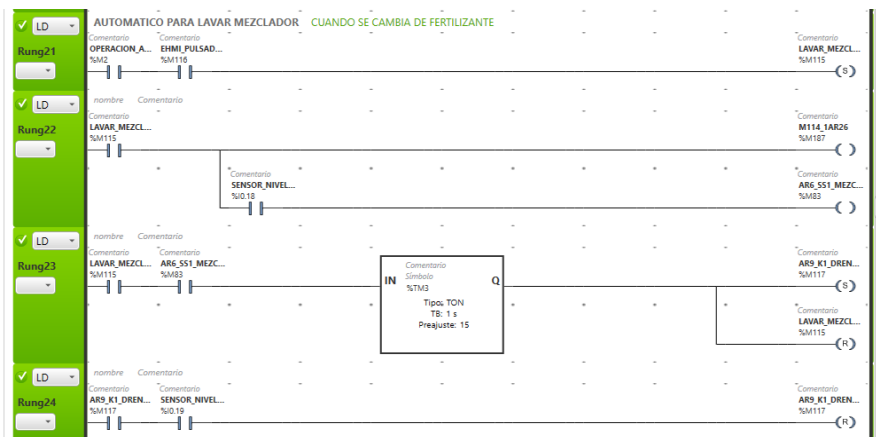 LD
AUTOMATICO PARA LAVAR MEZCLADOR CUANDO SE CAMBIA DE FERTILIZANTE
Comentario Comentario Comentario
Rung21 OPERACION_A... EHMI_PULSAD... LAVAR_MEZCL...
%M2 %M116 %M115
S
LD nombre Comentario
Comentario Comentario
Rung22 LAVAR_MEZCL... M114_1AR26
%M115 %M187
Comentario Comentario
SENSOR_NIVEL... AR6_5S1_MEZC...
%I0.18 %M83
LD nombre Comentario
Comentario Comentario Comentario
Rung23 LAVAR_MEZCL... AR6_5S1_MEZC... AR9_K1_DREN...
%M115 %M83 %M117
Comentario
IN Símbolo Q
%TM3
S
Tipo: TON
TB: 1 s
Preajuste: 15
Comentario
LAVAR_MEZCL...
%M115
R
LD nombre Comentario
Comentario Comentario Comentario
Rung24 AR9_K1_DREN... SENSOR_NIVEL... AR9_K1_DREN...
%M117 %I0.19 %M117
R